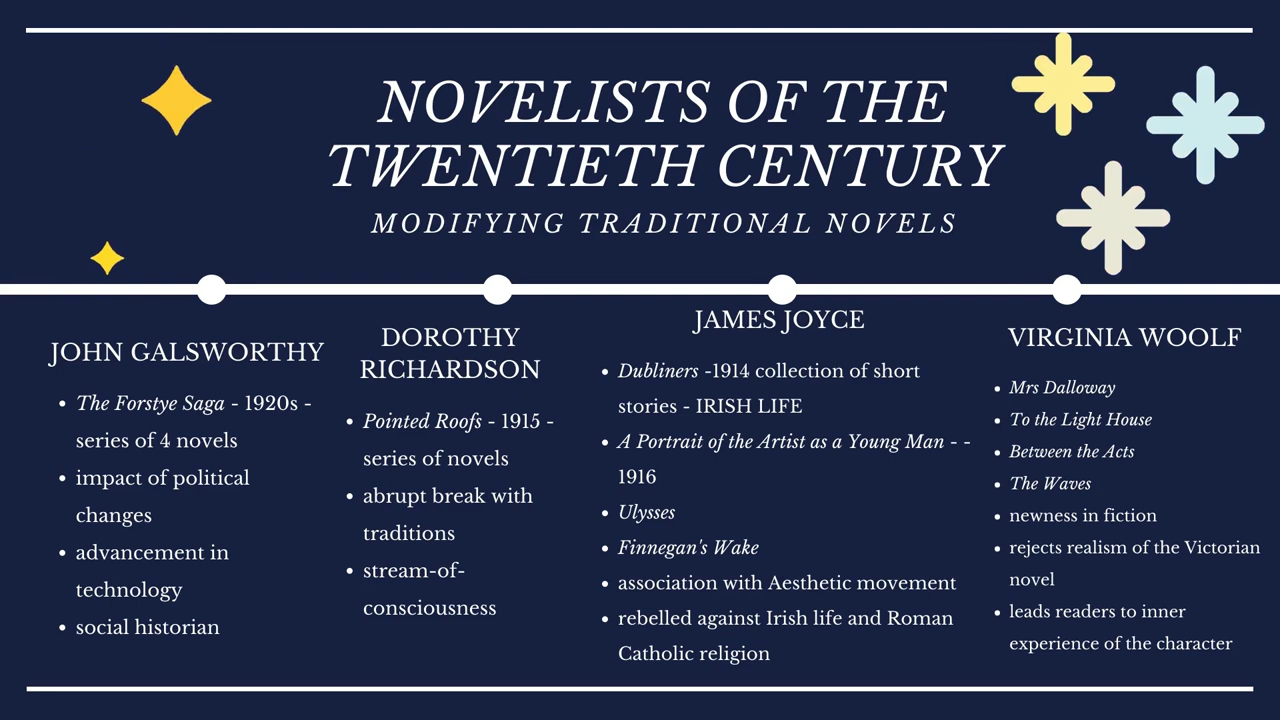 NOVELISTS OF THE
TWENTIETH CENTURY
MODIFYING TRADITIONAL NOVELS
JOHN GALSWORTHY
• The Forstye Saga - 1920s -
series of 4 novels
• impact of political
changes
• advancement in
technology
• social historian
DOROTHY
RICHARDSON
• Pointed Roofs - 1915 -
series of novels
• abrupt break with
traditions
• stream-of-
consciousness
JAMES JOYCE
• Dubliners -1914 collection of short
stories - IRISH LIFE
• A Portrait of the Artist as a Young Man - -
1916
• Ulysses
• Finnegan's Wake
• association with Aesthetic movement
• rebelled against Irish life and Roman
Catholic religion
VIRGINIA WOOLF
• Mrs Dalloway
• To the Light House
• Between the Acts
• The Waves
• newness in fiction
• rejects realism of the Victorian
novel
• leads readers to inner
experience of the character